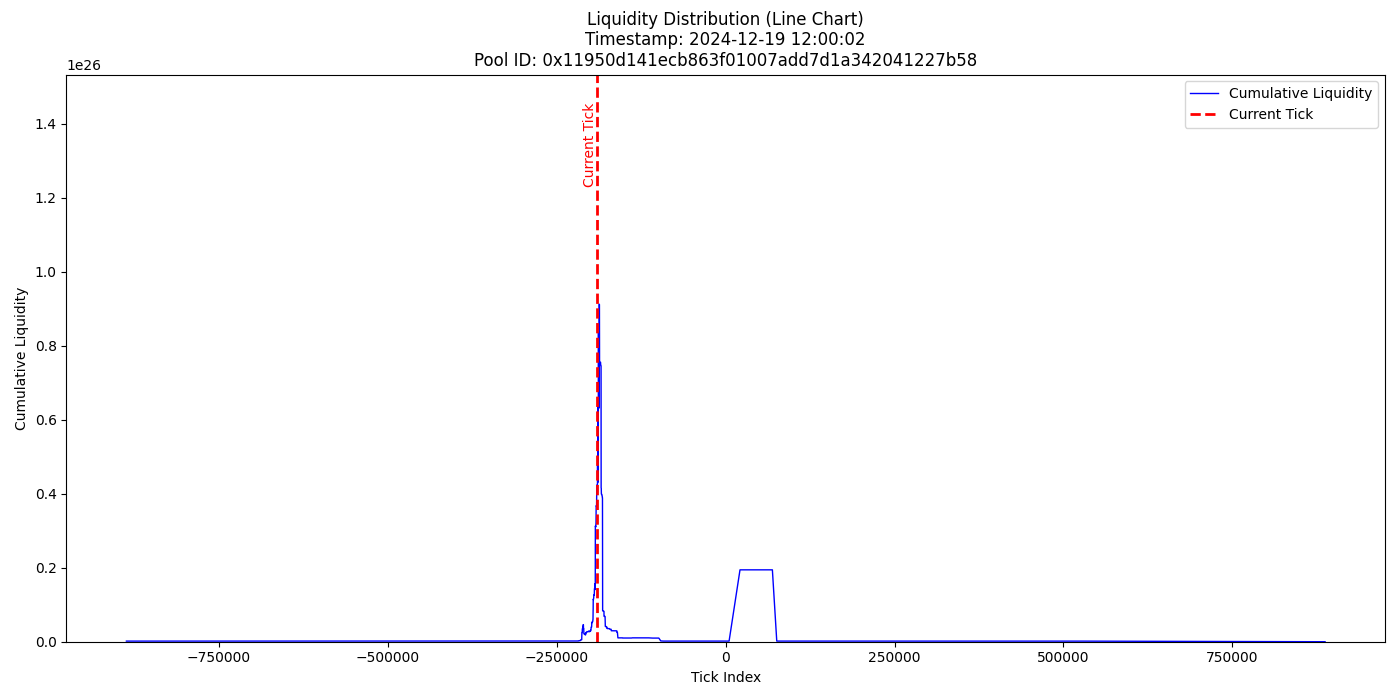 Liquidity Distribution (Line Chart)
Timestamp: 2024-12-19 12:00:02
Pool ID: 0x11950d141ecb863f01007add7d1a342041227b58
1e26
Cumulative Liquidity
Current Tick
Current Tick
1.4
1.2
1.0
0.8
0.6
0.4
0.2
0.0
Cumulative Liquidity
−750000 −500000 −250000 0 250000 500000 750000
Tick Index